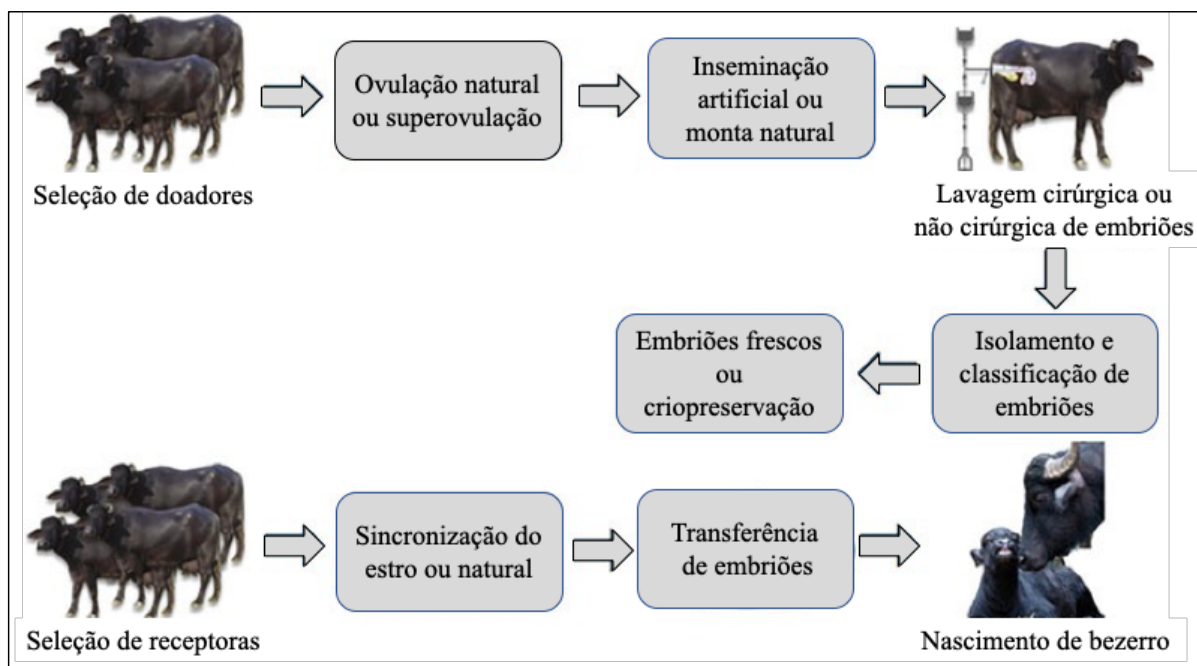 Seleção de doadores
Ovulação natural
ou superovulação
Inseminação
artificial ou
monta natural
Lavagem cirúrgica ou
não cirúrgica de embriões
Isolamento e
classificação de
embriões
Embriões frescos
ou
criopreservação
Seleção de receptoras
Sincronização do
estro ou natural
Transferência
de embriões
Nascimento de bezerro